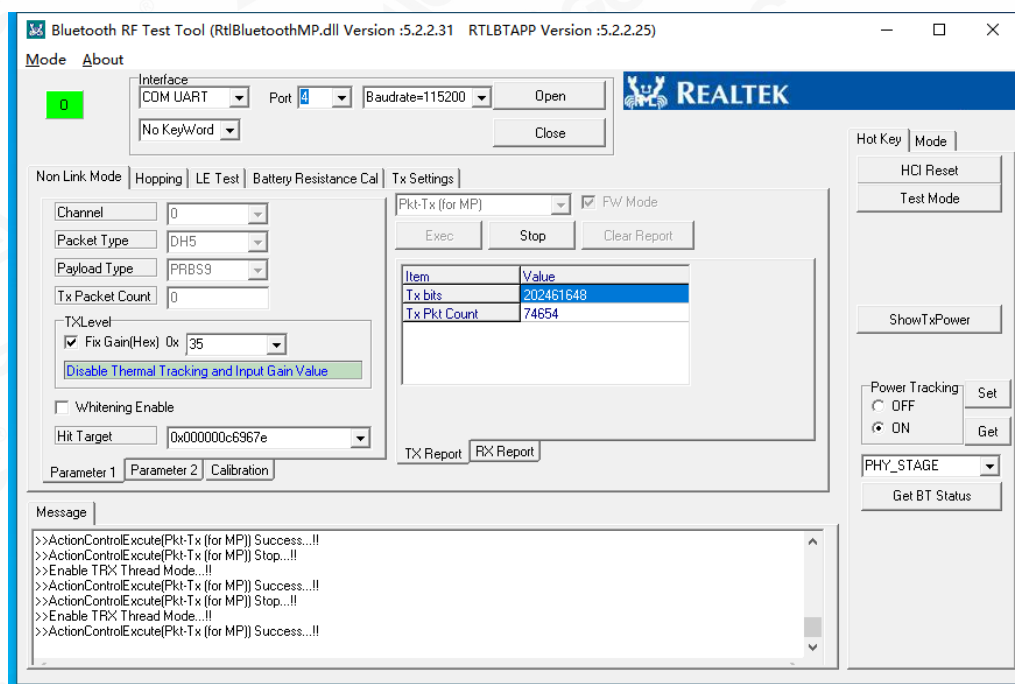 Bluetooth RF Test Tool (RtlBluetoothMP.dll Version :5.2.2.31 RTLBTAPP Version :5.2.2.25)
Mode About
0
Interface
COM UART Port 4 Baudrate=115200 Open
No KeyWord Close
REALTEK
Hot Key Mode
HCI Reset
Test Mode
ShowTxPower
Power Tracking
OFF
ON
Set
Get
PHY_STAGE
Get BT Status
Non Link Mode Hopping LE Test Battery Resistance Cal Tx Settings
Channel 0
Packet Type DH5
Payload Type PRBS9
Tx Packet Count 0
TXLevel
Fix Gain(Hex) 0x 35
Disable Thermal Tracking and Input Gain Value
Whitening Enable
Hit Target 0x000000c6967e
Parameter 1 Parameter 2 Calibration
Pkt-Tx (for MP) FW Mode
Exec Stop Clear Report
Item Value
Tx bits 202461648
Tx Pkt Count 74654
TX Report RX Report
Message
>>ActionControlExcute(Pkt-Tx (for MP)) Success...!!
>>ActionControlExcute(Pkt-Tx (for MP)) Stop...!!
>>Enable TRX Thread Mode...!!
>>ActionControlExcute(Pkt-Tx (for MP)) Success...!!
>>ActionControlExcute(Pkt-Tx (for MP)) Stop...!!
>>Enable TRX Thread Mode...!!
>>ActionControlExcute(Pkt-Tx (for MP)) Success...!!